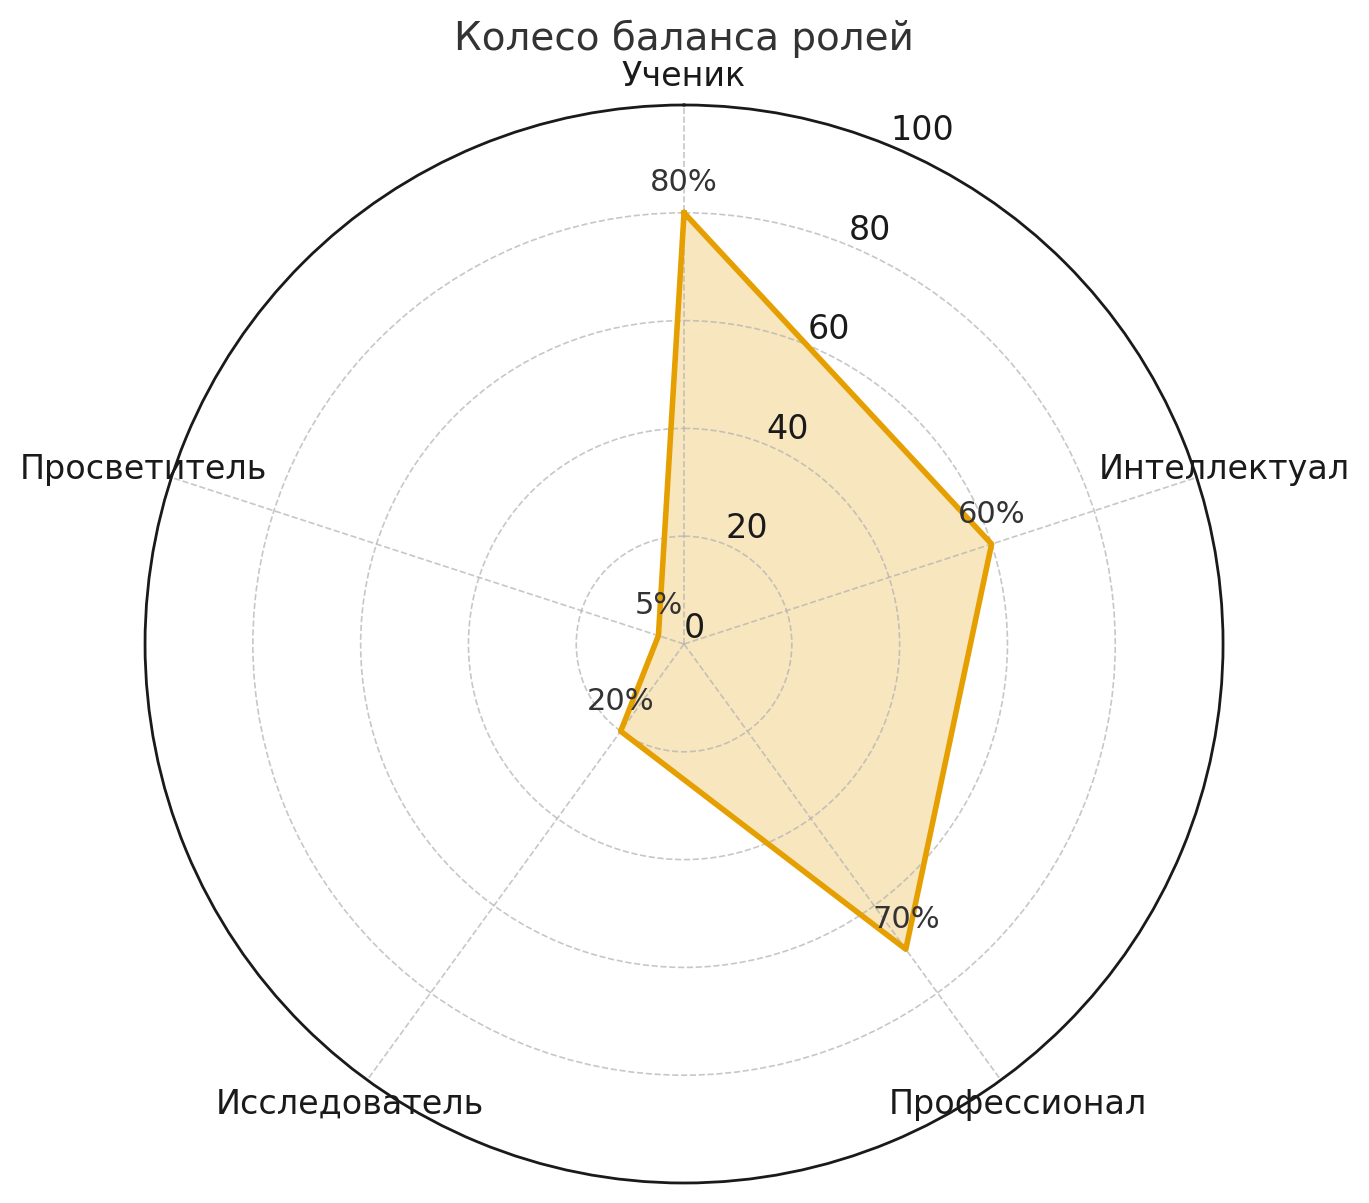 Колесо баланса ролей
Ученик
100
80%
80
60
40
Просветитель
Интеллектуал
60%
20
5%
0
20%
70%
Исследователь
Профессионал